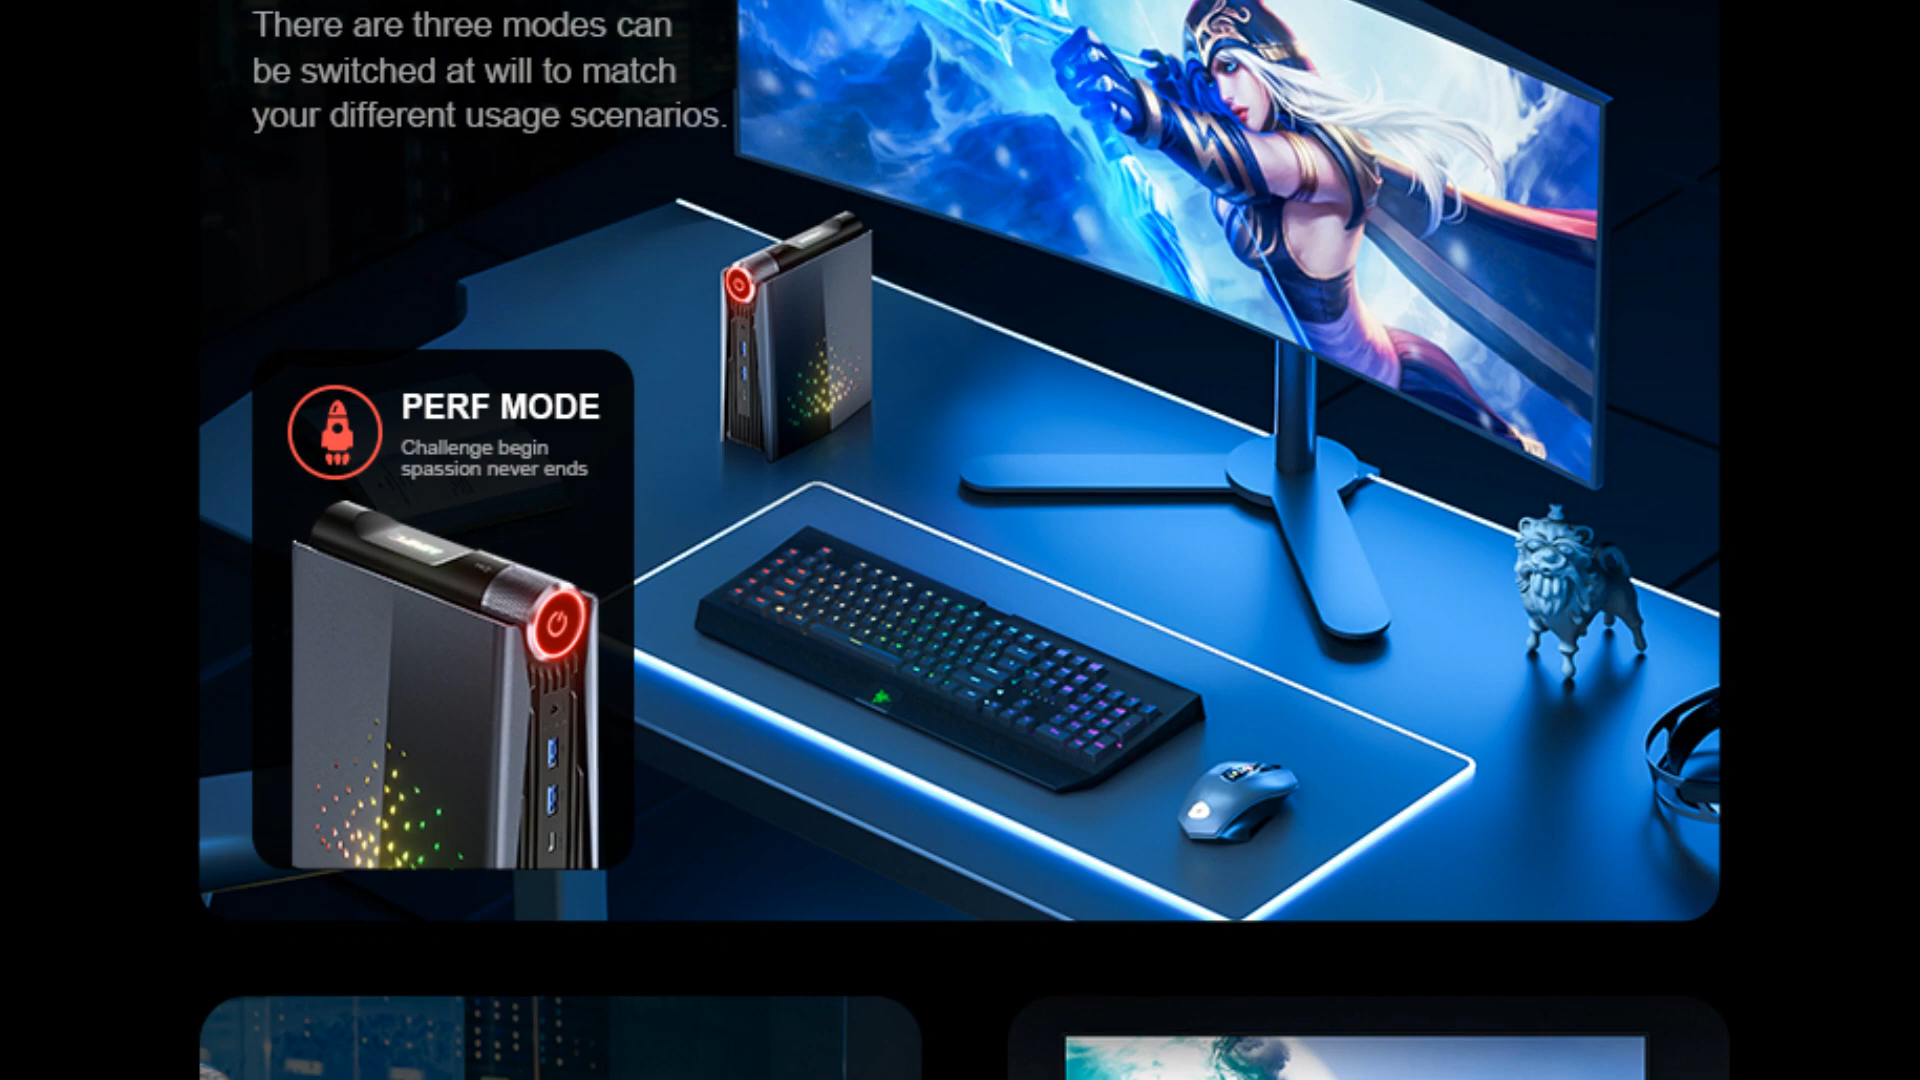 There are three modes can
be switched at will to match
your different usage scenarios.
PERF MODE
Challenge begin
spassion never ends